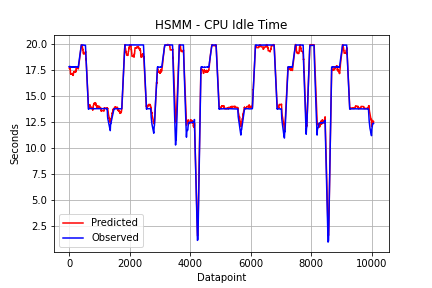 HSMM - CPU Idle Time
20.0
17.5
15.0
12.5
10.0
7.5
5.0
2.5
Seconds
Predicted
Observed
0 2000 4000 6000 8000 10000
Datapoint